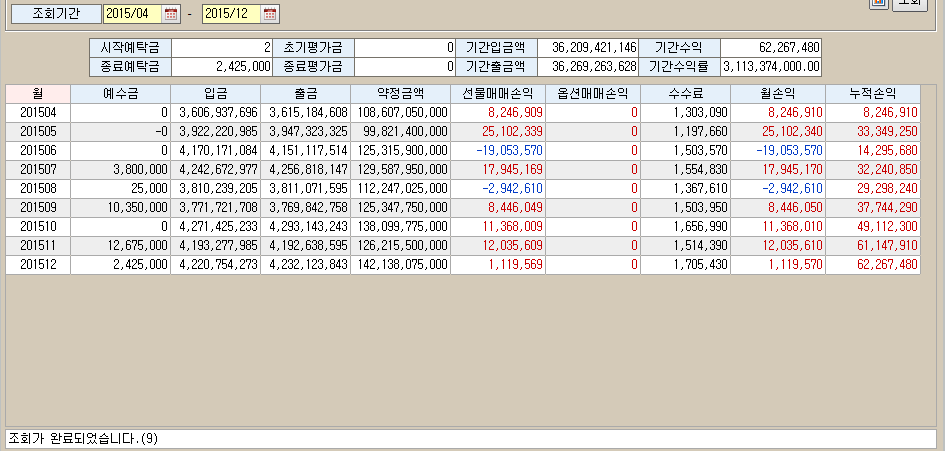 조회
조회기간 2015/04 - 2015/12
시작예탁금 2 초기평가금 0 기간입금액 36,209,421,146 기간수익 62,267,480
종료예탁금 2,425,000 종료평가금 0 기간출금액 36,269,263,628 기간수익률 3,113,374,000.00
월 예수금 입금 출금 약정금액 선물매매손익 옵션매매손익 수수료 월손익 누적손익
201504 0 3,606,937,696 3,615,184,608 108,607,050,000 8,246,909 0 1,303,090 8,246,910 8,246,910
201505 -0 3,922,220,985 3,947,323,325 99,821,400,000 25,102,339 0 1,197,660 25,102,340 33,349,250
201506 0 4,170,171,084 4,151,117,514 125,315,900,000 -19,053,570 0 1,503,570 -19,053,570 14,295,680
201507 3,800,000 4,242,672,977 4,256,818,147 129,587,950,000 17,945,169 0 1,554,830 17,945,170 32,240,850
201508 25,000 3,810,239,205 3,811,071,595 112,247,025,000 -2,942,610 0 1,367,610 -2,942,610 29,298,240
201509 10,350,000 3,771,721,708 3,769,842,758 125,347,750,000 8,446,049 0 1,503,950 8,446,050 37,744,290
201510 0 4,271,425,233 4,293,143,243 138,099,775,000 11,368,009 0 1,656,990 11,368,010 49,112,300
201511 12,675,000 4,193,277,985 4,192,638,595 126,215,500,000 12,035,609 0 1,514,390 12,035,610 61,147,910
201512 2,425,000 4,220,754,273 4,232,123,843 142,138,075,000 1,119,569 0 1,705,430 1,119,570 62,267,480
조회가 완료되었습니다.(9)